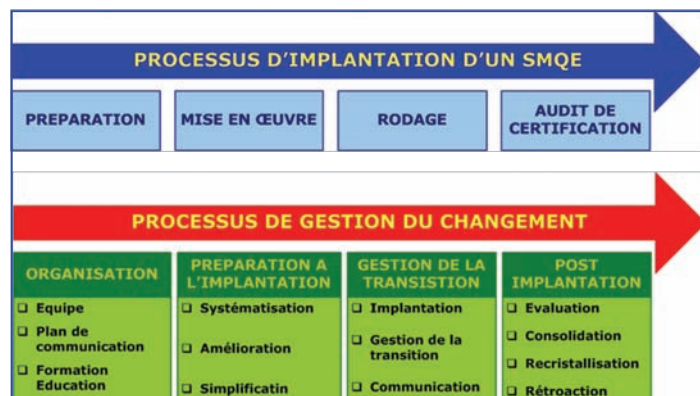 PROCESSUS D'IMPLANTATION D'UN SMQE
PREPARATION
MISE EN ŒUVRE
RODAGE
AUDIT DE
CERTIFICATION
PROCESSUS DE GESTION DU CHANGEMENT
ORGANISATION
❑ Equipe
❑ Plan de
communication
❑ Formation
Education
PREPARATION A
L'IMPLANTATION
❑ Systématisation
❑ Amélioration
❑ Simplificatin
GESTION DE LA
TRANSISTION
❑ Implantation
❑ Gestion de la
transition
❑ Communication
POST
IMPLANTATION
❑ Evaluation
❑ Consolidation
❑ Recristallisation
❑ Rétroaction